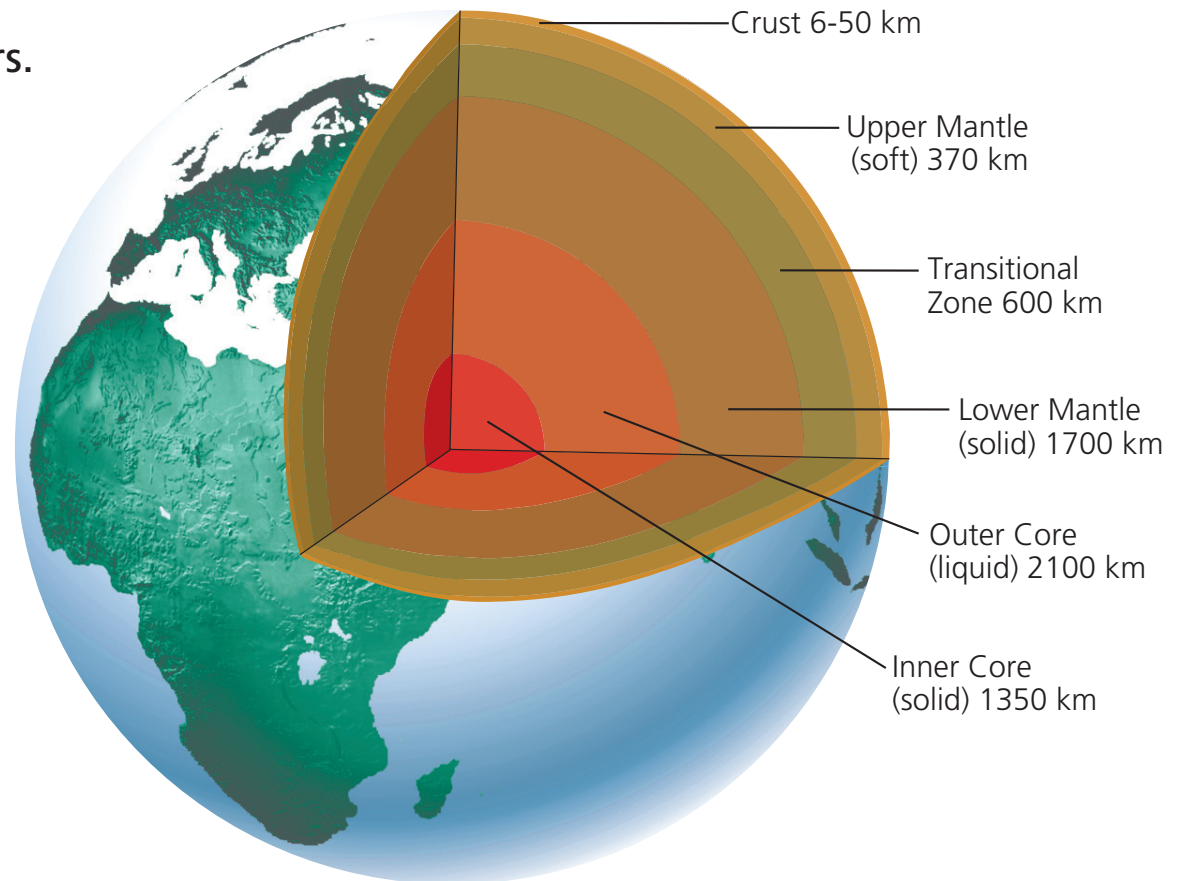 rs.
Crust 6-50 km
Upper Mantle
(soft) 370 km
Transitional
Zone 600 km
Lower Mantle
(solid) 1700 km
Outer Core
(liquid) 2100 km
Inner Core
(solid) 1350 km